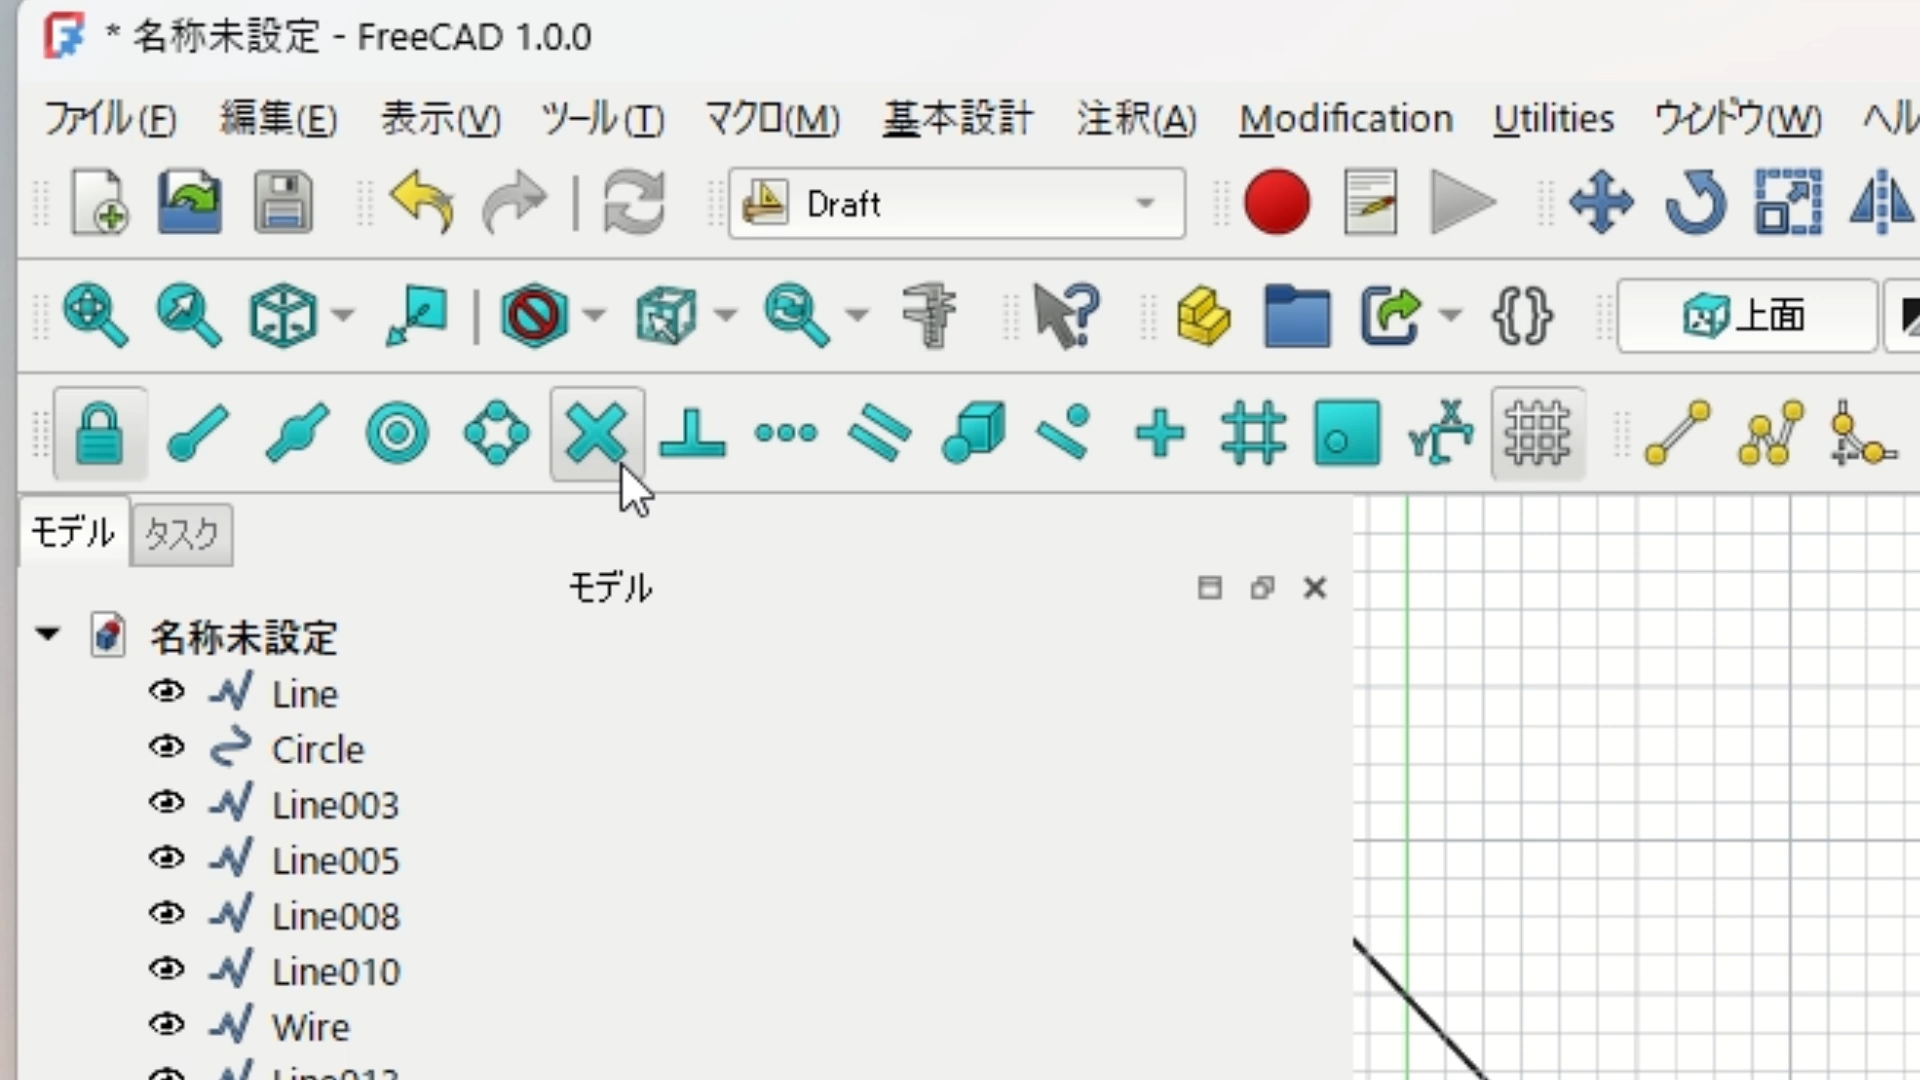 * 名称未設定 - FreeCAD 1.0.0
ファイル(F) 編集(E) 表示(V) ツール(T) マクロ(M) 基本設計 注釈(A) Modification Utilities ウィンドウ(W) ヘル
Draft
上面
モデル タスク
モデル
名称未設定
Line
Circle
Line003
Line005
Line008
Line010
Wire
Line013